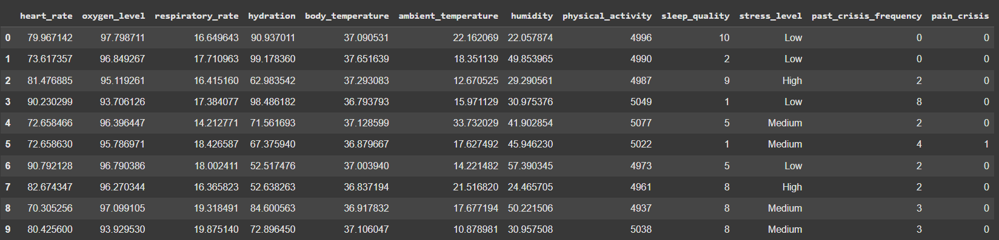 heart_rate oxygen_level respiratory_rate hydration body_temperature ambient_temperature humidity physical_activity sleep_quality stress_level past_crisis_frequency pain_crisis
0 79.967142 97.798711 16.649643 90.937011 37.090531 22.162069 22.057874 4996 10 Low 0 0
1 73.617357 96.849267 17.710963 99.178360 37.651639 18.351139 49.853965 4990 2 Low 0 0
2 81.476885 95.119261 16.415160 62.983542 37.293083 12.670525 29.290561 4987 9 High 2 0
3 90.230299 93.706126 17.384077 98.486182 36.793793 15.971129 30.975376 5049 1 Low 8 0
4 72.658466 96.396447 14.212771 71.561693 37.128599 33.732029 41.902854 5077 5 Medium 2 0
5 72.658630 95.786971 18.426587 67.375940 36.879667 17.627492 45.946230 5022 1 Medium 4 1
6 90.792128 96.790386 18.002411 52.517476 37.003940 14.221482 57.390345 4973 5 Low 2 0
7 82.674347 96.270344 16.365823 52.638263 36.837194 21.516820 24.465705 4961 8 High 2 0
8 70.305256 97.099105 19.318491 84.600563 36.917832 17.677194 50.221506 4937 8 Medium 3 0
9 80.425600 93.929530 19.875140 72.896450 37.106047 10.878981 30.957508 5038 8 Medium 3 0